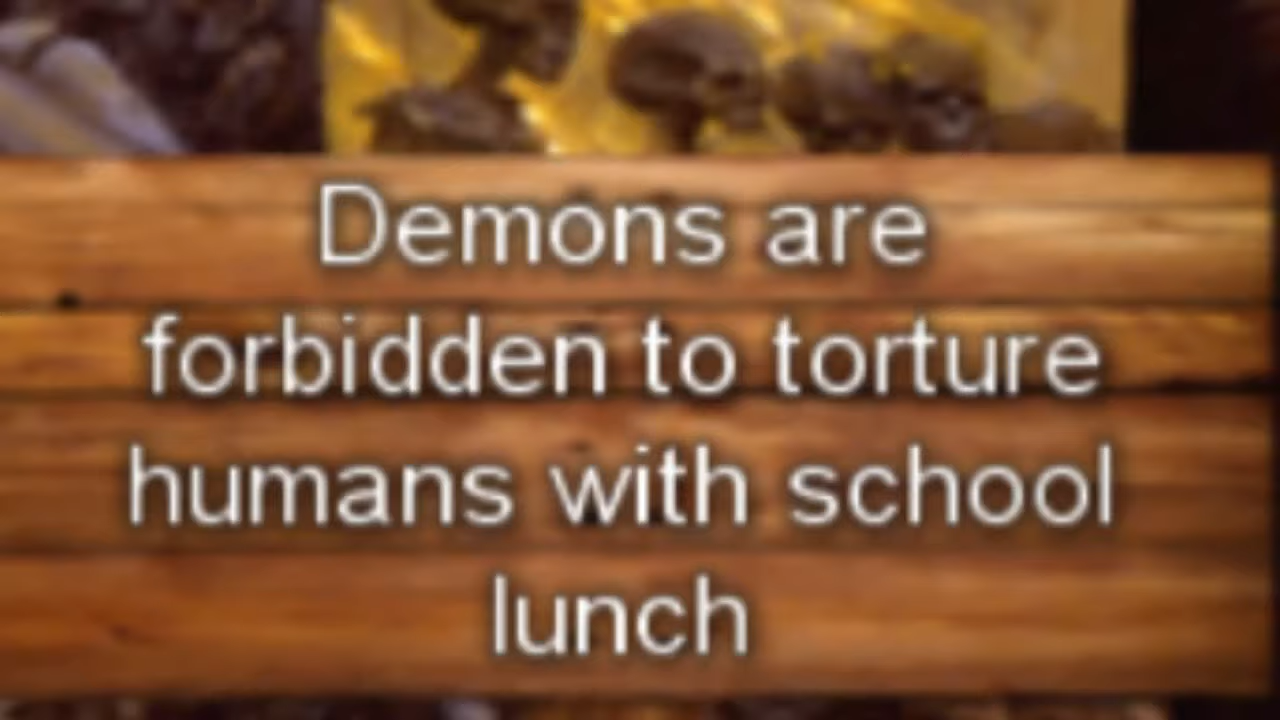 Demons are
forbidden to torture
humans with school
lunch